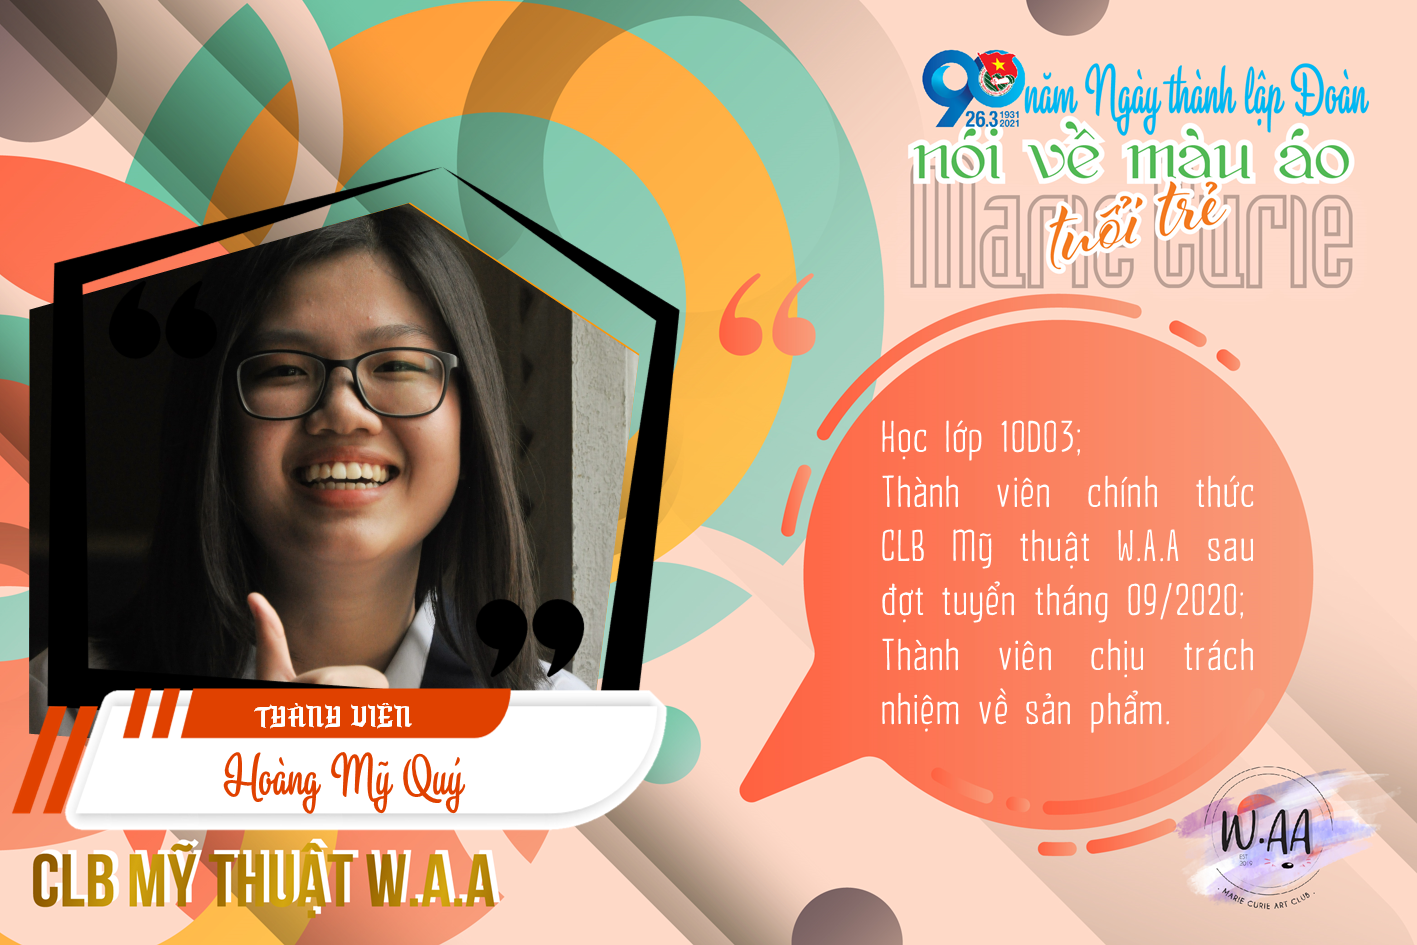 90 năm Ngày thành lập Đoàn
26.3 1931 2021
nói về màu áo
tuổi trẻ
Marie Curie
Học lớp 10D03;
Thành viên chính thức
CLB Mỹ thuật W.A.A sau
đợt tuyển tháng 09/2020;
Thành viên chịu trách
nhiệm về sản phẩm.
THÀNH VIÊN
Hoàng Mỹ Quý
CLB MỸ THUẬT W.A.A
W.AA
MARIE CURIE ART CLUB